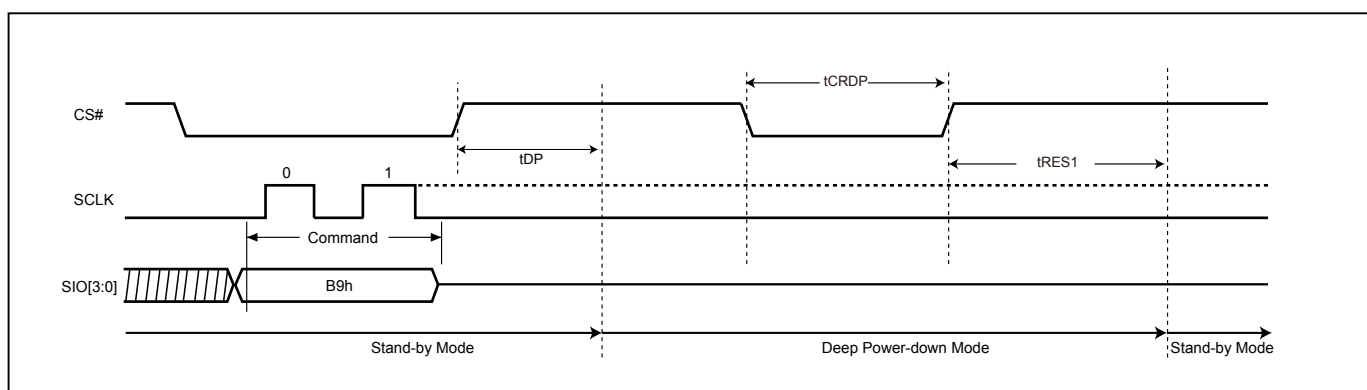 tCRDP
CS#
tDP
tRES1
0 1
SCLK
Command
SIO[3:0]
B9h
Stand-by Mode Deep Power-down Mode Stand-by Mode